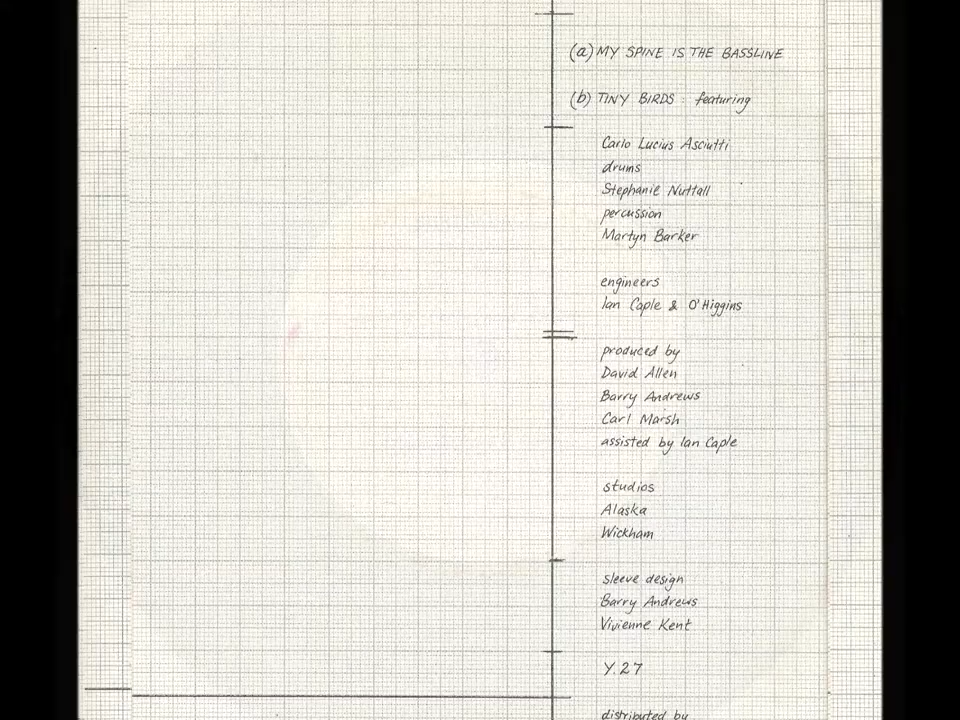 (a) MY SPINE IS THE BASSLINE
(b) TINY BIRDS : featuring
Carlo Lucius Asciutti
drums
Stephanie Nuttall
percussion
Martyn Barker
engineers
Ian Caple & O'Higgins
produced by
David Allen
Barry Andrews
Carl Marsh
assisted by Ian Caple
studios
Alaska
Wickham
sleeve design
Barry Andrews
Vivienne Kent
Y. 27
distributed by